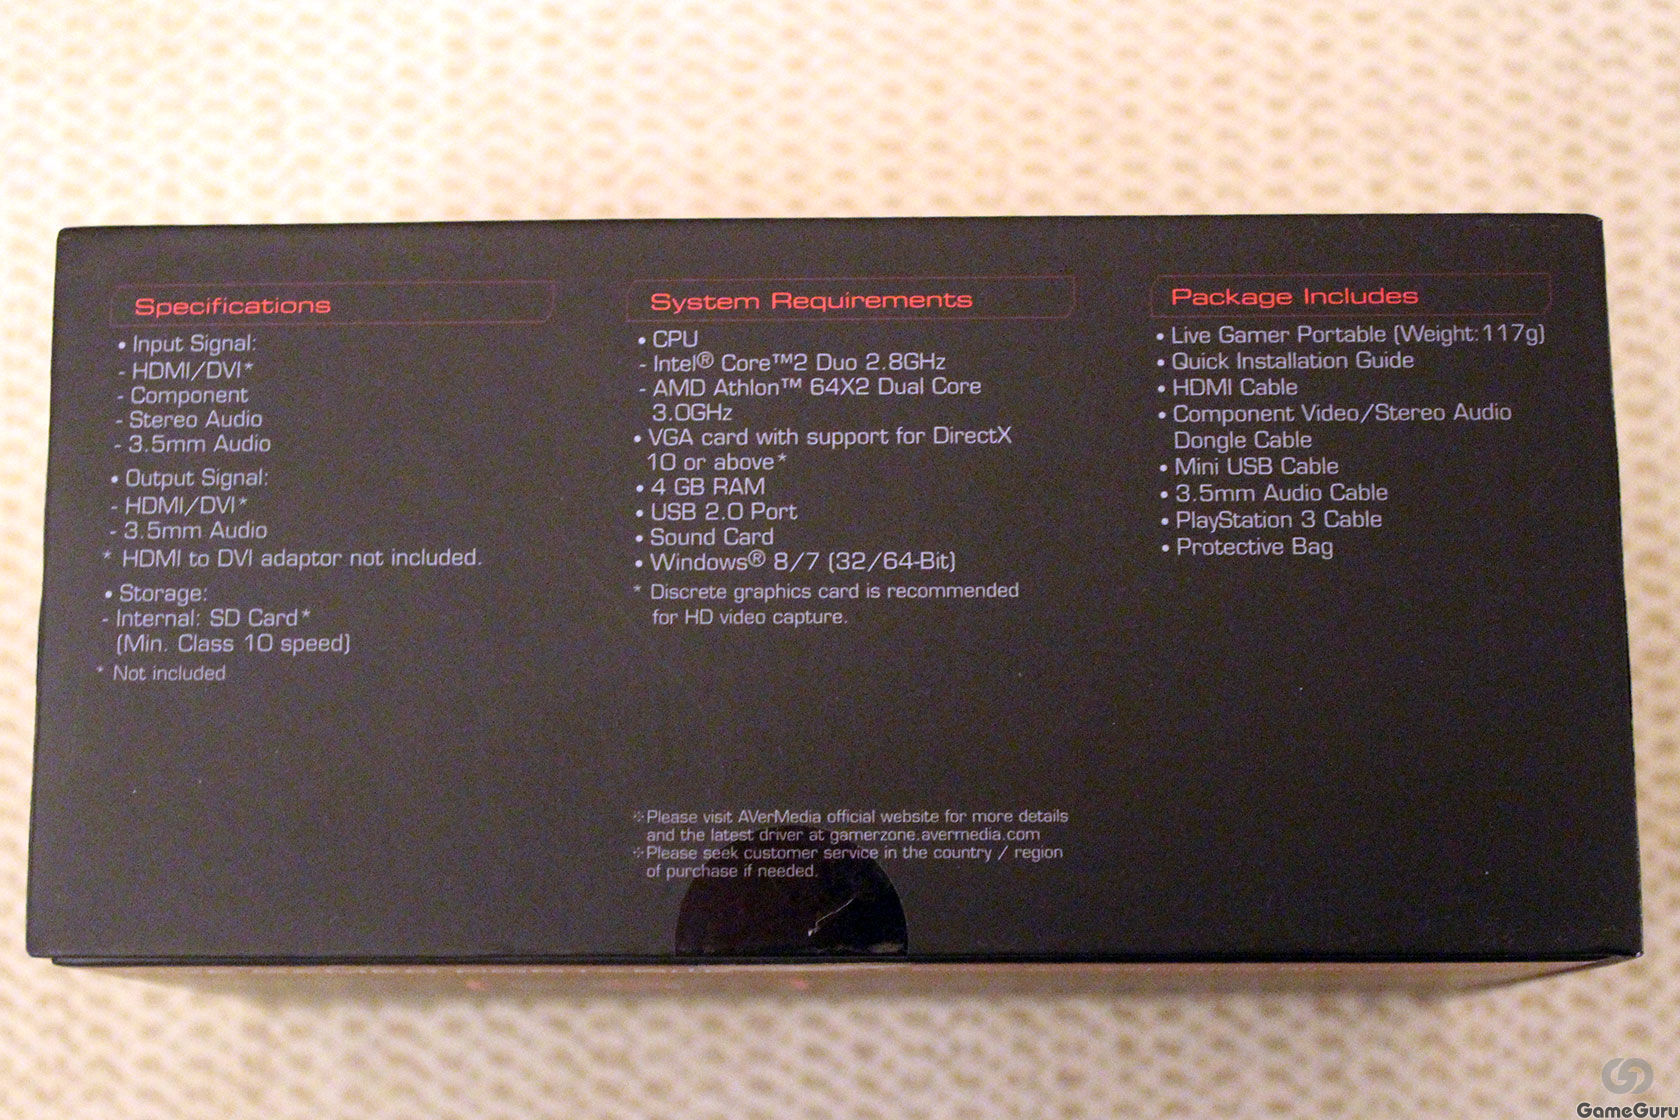 Specifications
• Input Signal:
- HDMI/DVI*
- Component
- Stereo Audio
- 3.5mm Audio
• Output Signal:
- HDMI/DVI*
- 3.5mm Audio
* HDMI to DVI adaptor not included.
• Storage:
- Internal: SD Card*
(Min. Class 10 speed)
* Not included
System Requirements
• CPU
- Intel® Core™2 Duo 2.8GHz
- AMD Athlon™ 64X2 Dual Core
3.0GHz
• VGA card with support for DirectX
10 or above*
• 4 GB RAM
• USB 2.0 Port
• Sound Card
• Windows® 8/7 (32/64-Bit)
* Discrete graphics card is recommended
for HD video capture.
Package Includes
• Live Gamer Portable (Weight:117g)
• Quick Installation Guide
• HDMI Cable
• Component Video/Stereo Audio
Dongle Cable
• Mini USB Cable
• 3.5mm Audio Cable
• PlayStation 3 Cable
• Protective Bag
⁘Please visit AVerMedia official website for more details
and the latest driver at gamerzone.avermedia.com
⁘Please seek customer service in the country / region
of purchase if needed.
GameGuru